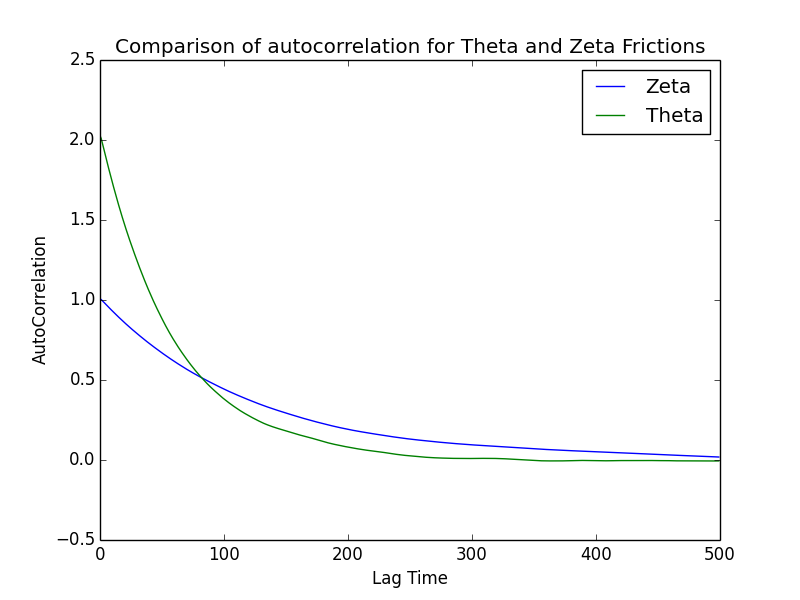 Comparison of autocorrelation for Theta and Zeta Frictions
2.5
2.0
1.5
1.0
0.5
0.0
−0.5
AutoCorrelation
Zeta
Theta
0 100 200 300 400 500
Lag Time